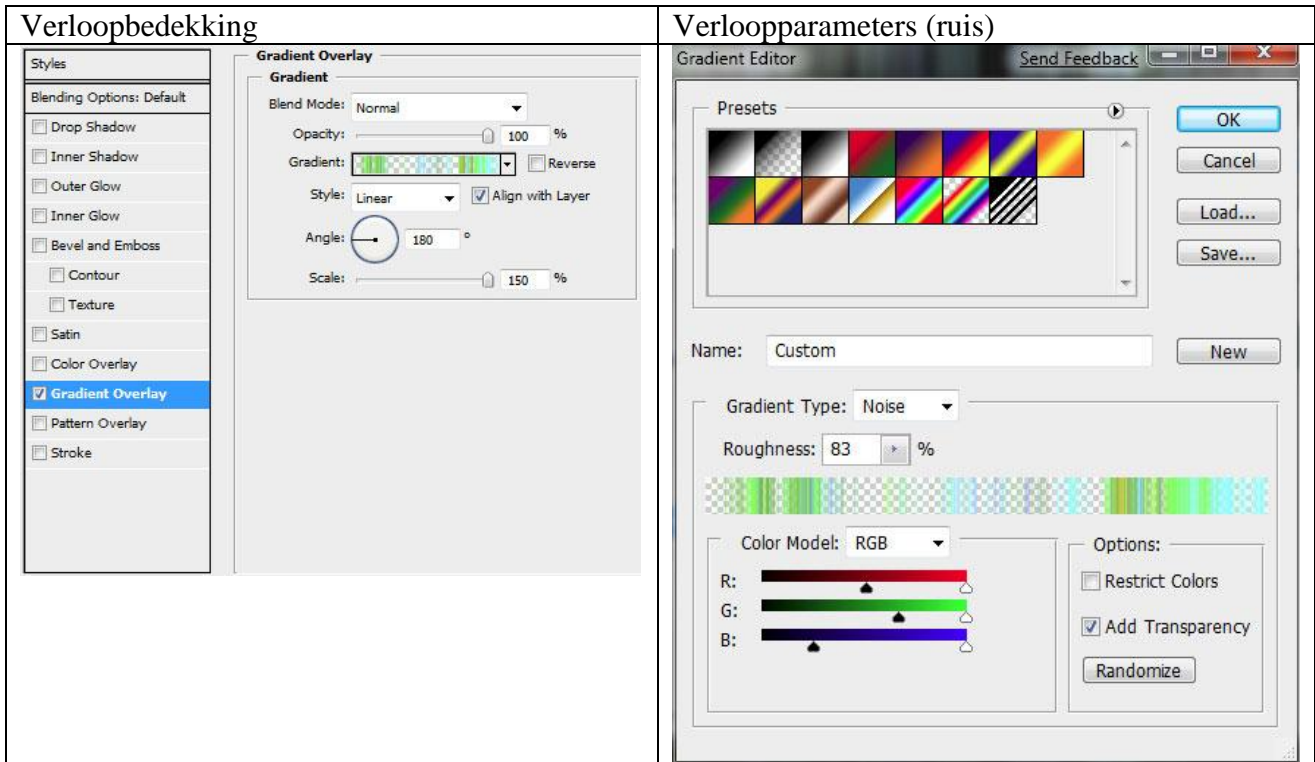 Verloopbedekking
Styles
Blending Options: Default
Drop Shadow
Inner Shadow
Outer Glow
Inner Glow
Bevel and Emboss
Contour
Texture
Satin
Color Overlay
Gradient Overlay
Pattern Overlay
Stroke
Gradient Overlay
Gradient
Blend Mode: Normal
Opacity: 100 %
Gradient: Reverse
Style: Linear Align with Layer
Angle: 180 °
Scale: 150 %
Verloopparameters (ruis)
Gradient Editor Send Feedback
Presets
OK
Cancel
Load...
Save...
Name: Custom New
Gradient Type: Noise
Roughness: 83 %
Color Model: RGB
R:
G:
B:
Options:
Restrict Colors
Add Transparency
Randomize